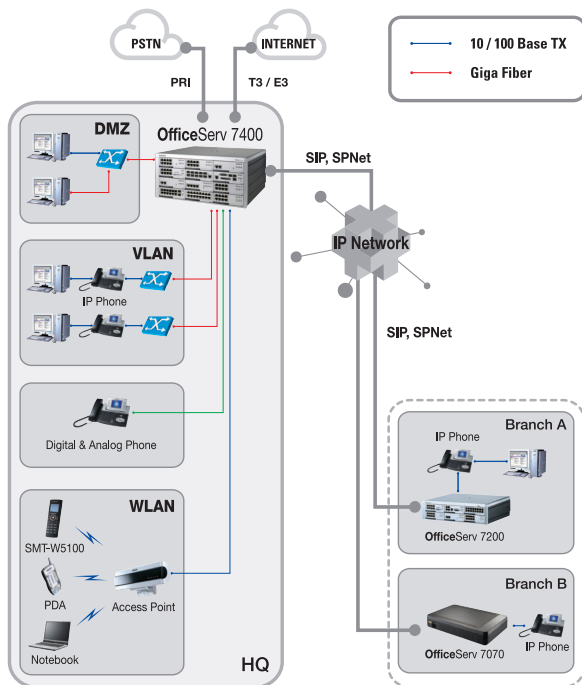 PSTN
INTERNET
10 / 100 Base TX
Giga Fiber
PRI
T3 / E3
DMZ
OfficeServ 7400
SIP, SPNet
IP Network
VLAN
IP Phone
SIP, SPNet
Digital & Analog Phone
Branch A
IP Phone
OfficeServ 7200
WLAN
SMT-W5100
PDA
Access Point
Notebook
HQ
Branch B
OfficeServ 7070
IP Phone